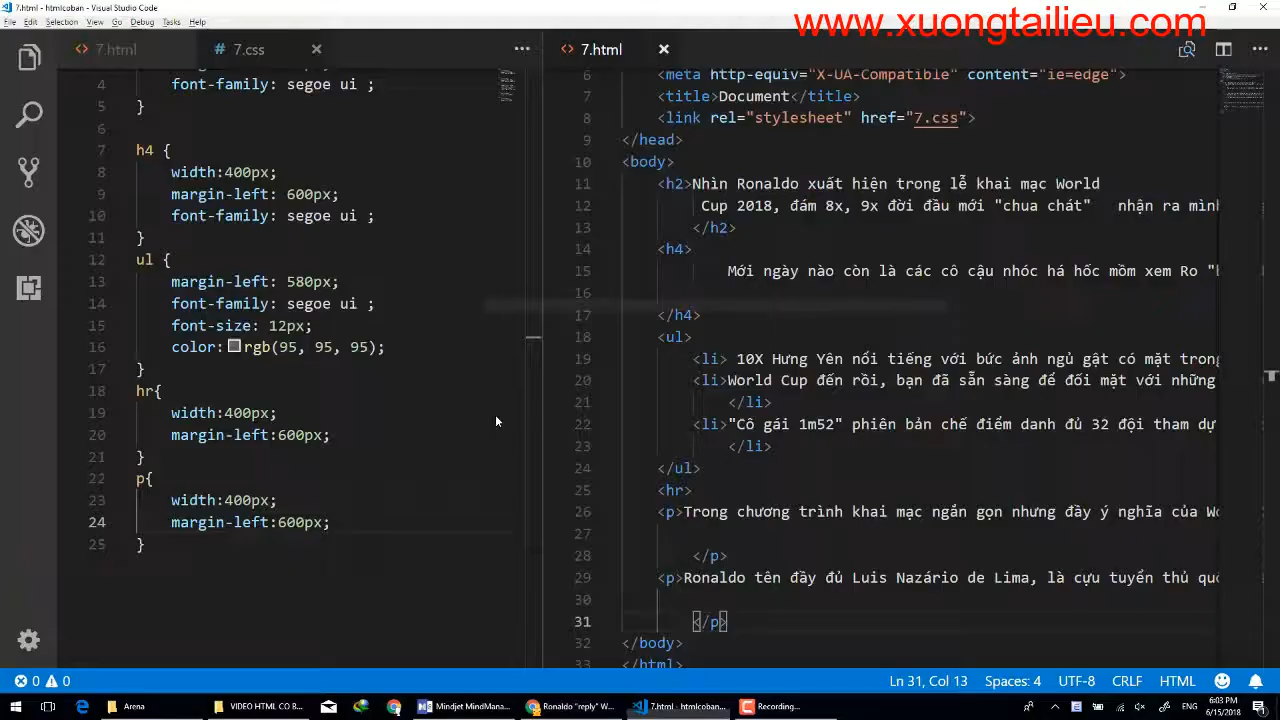 7.html - htmlcoban - Visual Studio Code
File Edit Selection View Go Debug Tasks Help
www.xuongtailieu.com
7.html
# 7.css
7.html
4 font-family: segoe ui ;
5 }
6
7 h4 {
8 width:400px;
9 margin-left: 600px;
10 font-family: segoe ui ;
11 }
12 ul {
13 margin-left: 580px;
14 font-family: segoe ui ;
15 font-size: 12px;
16 color: rgb(95, 95, 95);
17 }
18 hr{
19 width:400px;
20 margin-left:600px;
21 }
22 p{
23 width:400px;
24 margin-left:600px;
25 }
6 <meta http-equiv="X-UA-Compatible" content="ie=edge">
7 <title>Document</title>
8 <link rel="stylesheet" href="7.css">
9 </head>
10 <body>
11 <h2>Nhìn Ronaldo xuất hiện trong lễ khai mạc World
12 Cup 2018, đám 8x, 9x đời đầu mới "chua chát" nhận ra mìn
13 </h2>
14 <h4>
15 Mới ngày nào còn là các cô cậu nhóc há hốc mồm xem Ro "
16
17 </h4>
18 <ul>
19 <li> 10X Hưng Yên nổi tiếng với bức ảnh ngủ gật có mặt tron
20 <li>World Cup đến rồi, bạn đã sẵn sàng để đối mặt với những
21 </li>
22 <li>"Cô gái 1m52" phiên bản chế điểm danh đủ 32 đội tham dự
23 </li>
24 </ul>
25 <hr>
26 <p>Trong chương trình khai mạc ngắn gọn nhưng đầy ý nghĩa của Wo
27
28 </p>
29 <p>Ronaldo tên đầy đủ Luis Nazário de Lima, là cựu tuyển thủ quố
30
31 </p>
32 </body>
33 </html>
0 0
Ln 31, Col 13 Spaces: 4 UTF-8 CRLF HTML
Arena
VIDEO HTML CO B...
Mindjet MindMana...
Ronaldo "reply" W...
7.html - htmlcoban...
Recording...
6:03 PM
6/15/2018